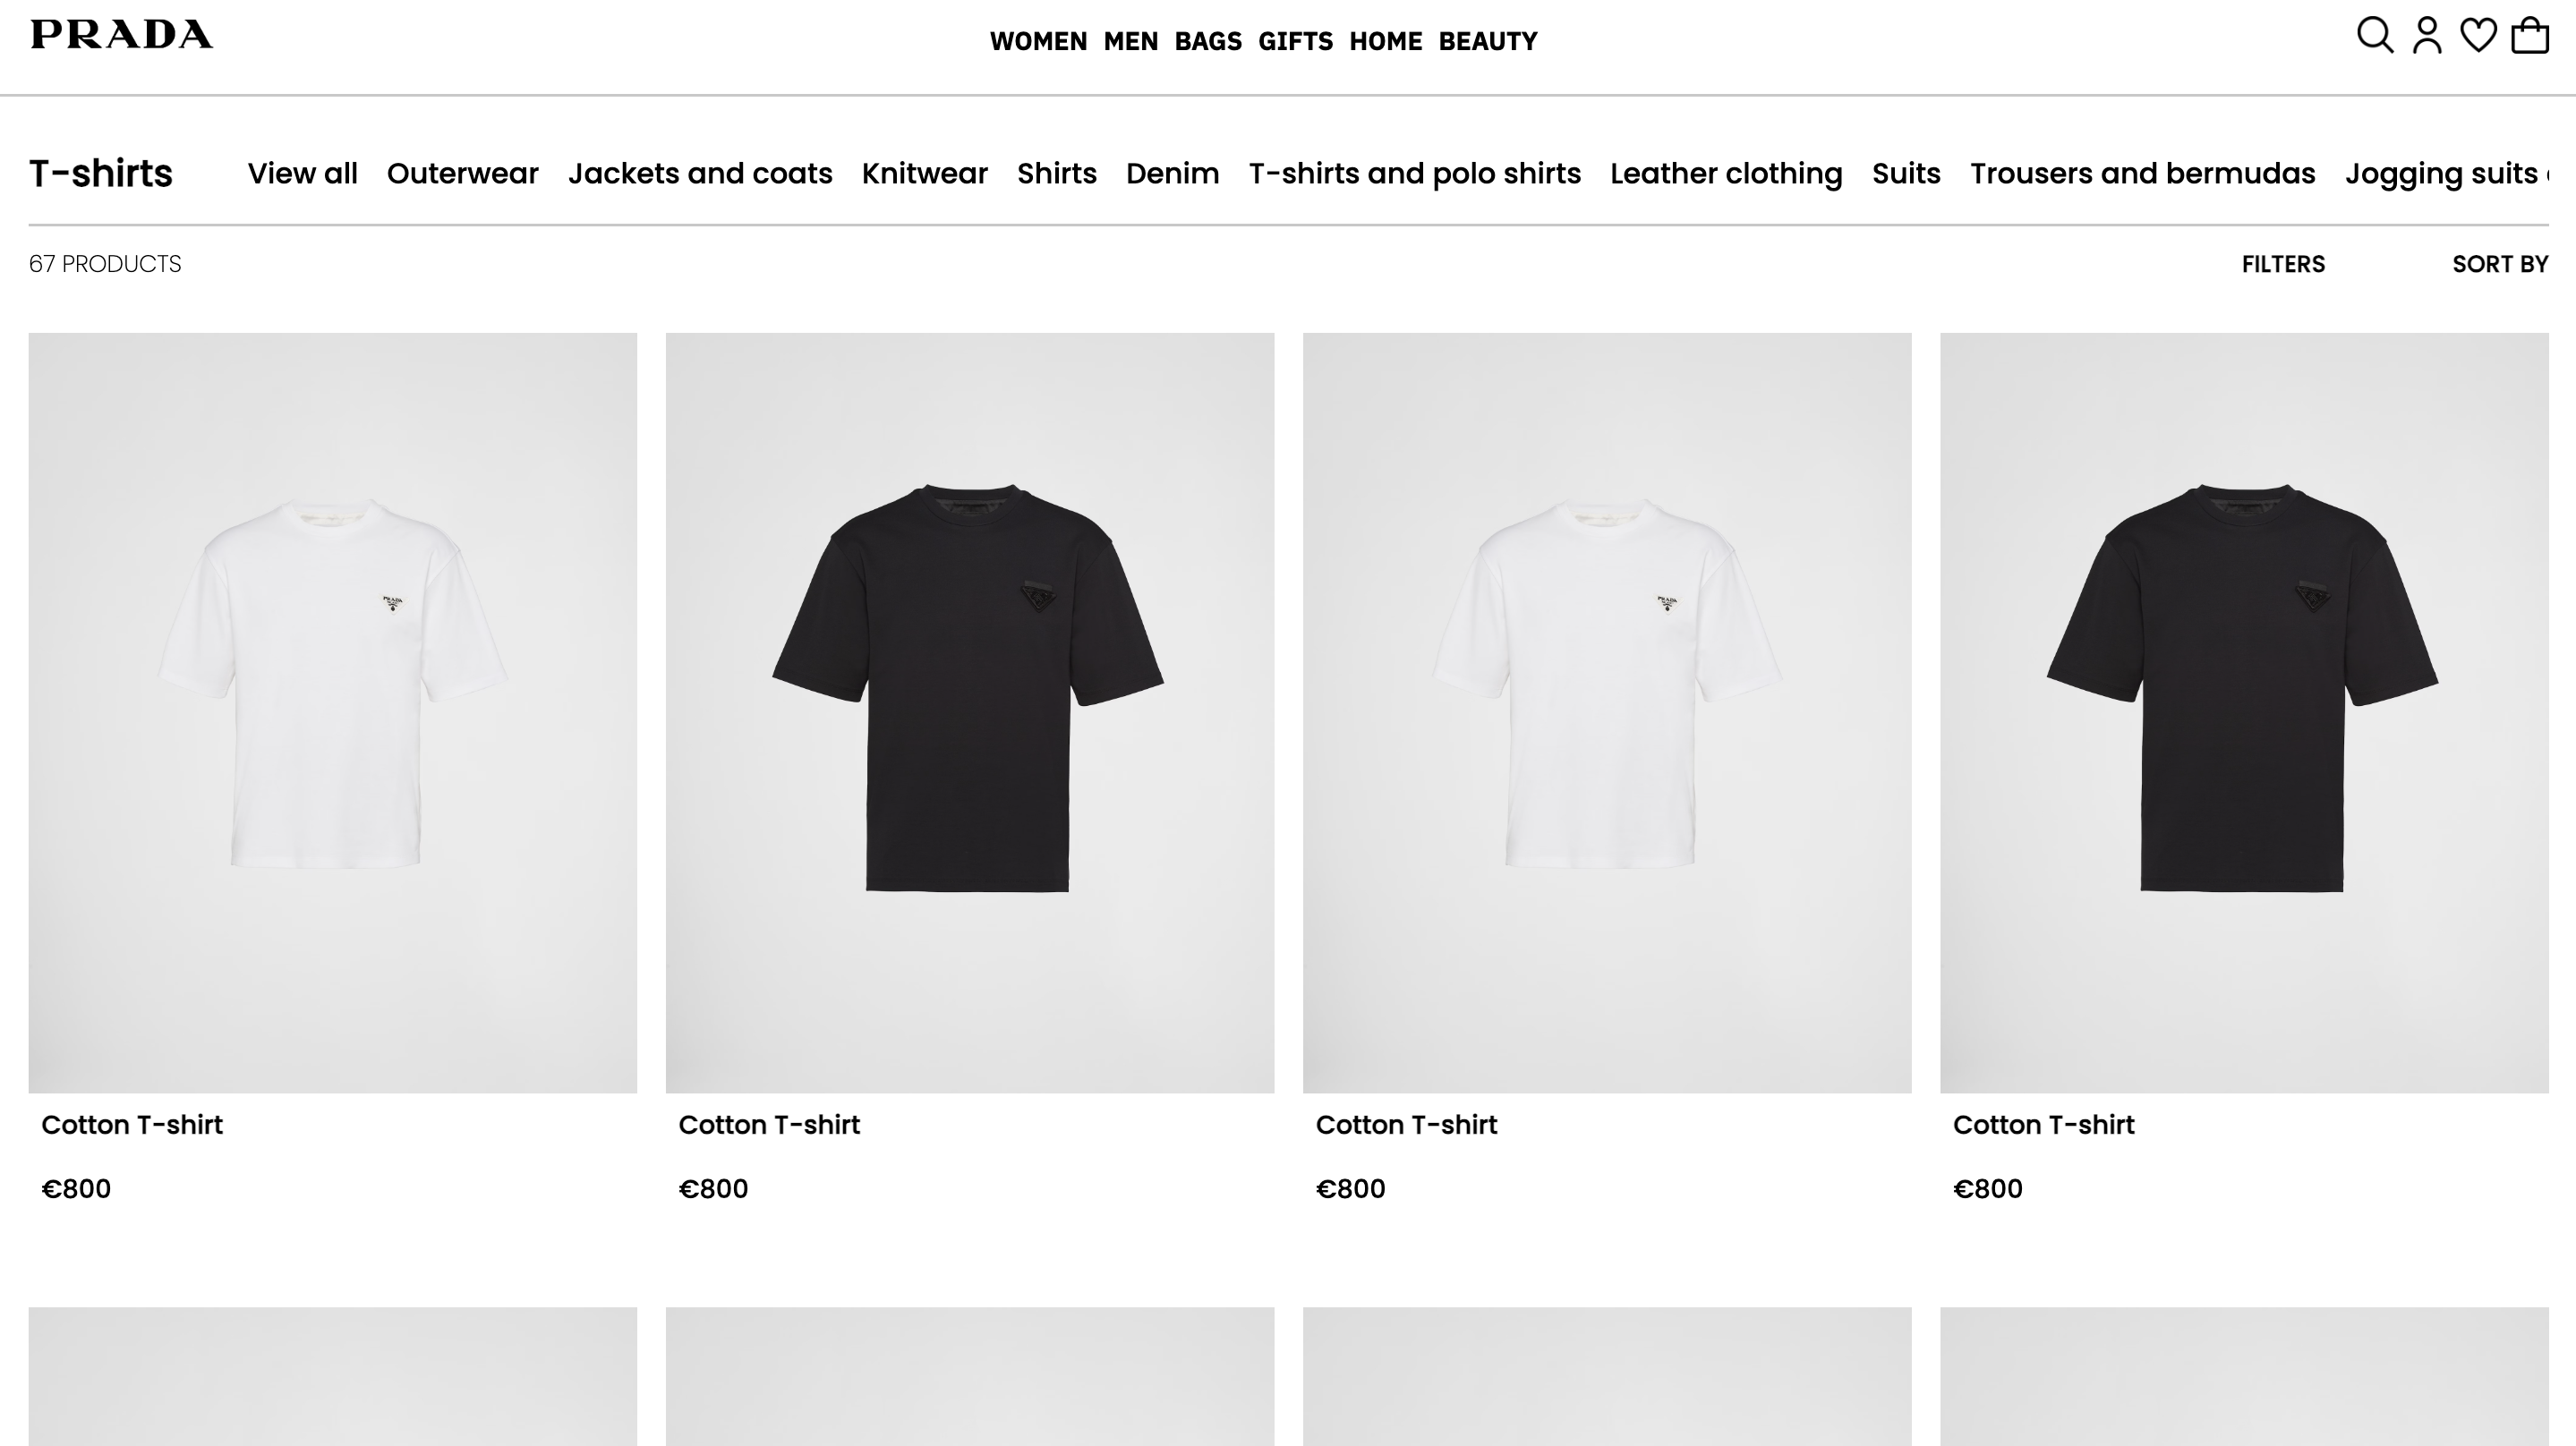 PRADA
WOMEN MEN BAGS GIFTS HOME BEAUTY
T-shirts View all Outerwear Jackets and coats Knitwear Shirts Denim T-shirts and polo shirts Leather clothing Suits Trousers and bermudas Jogging suits
67 PRODUCTS FILTERS SORT BY
PRADA
PRADA
Cotton T-shirt Cotton T-shirt Cotton T-shirt Cotton T-shirt
€800 €800 €800 €800